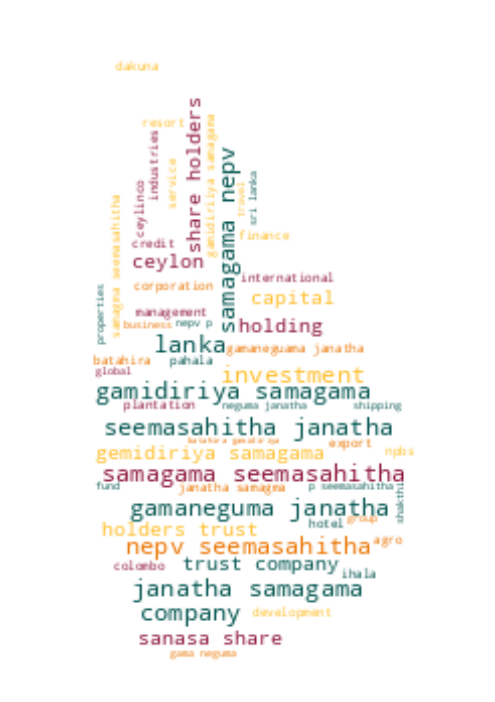 dakuna
resort
share holders
industries
gamidiriya samagama
service
samagama nepv
travel
sri lanka
ceylinco
samagma seemasahitha
finance
credit
ceylon
international
corporation
capital
properties
management
business
nepv p
holding
lanka
gamaneguama janatha
batahira
pahala
global
investment
gamidiriya samagama
plantation
neguma janatha
shipping
seemasahitha janatha
batahira gamidiriya
export
gemidiriya samagama
npbs
samagama seemasahitha
fund
janatha samagma
p seemasahitha
shakthi
gamaneguma janatha
hotel
group
holders trust
nepv seemasahitha
agro
colombo
trust company
ihala
janatha samagama
company
development
sanasa share
gama neguma